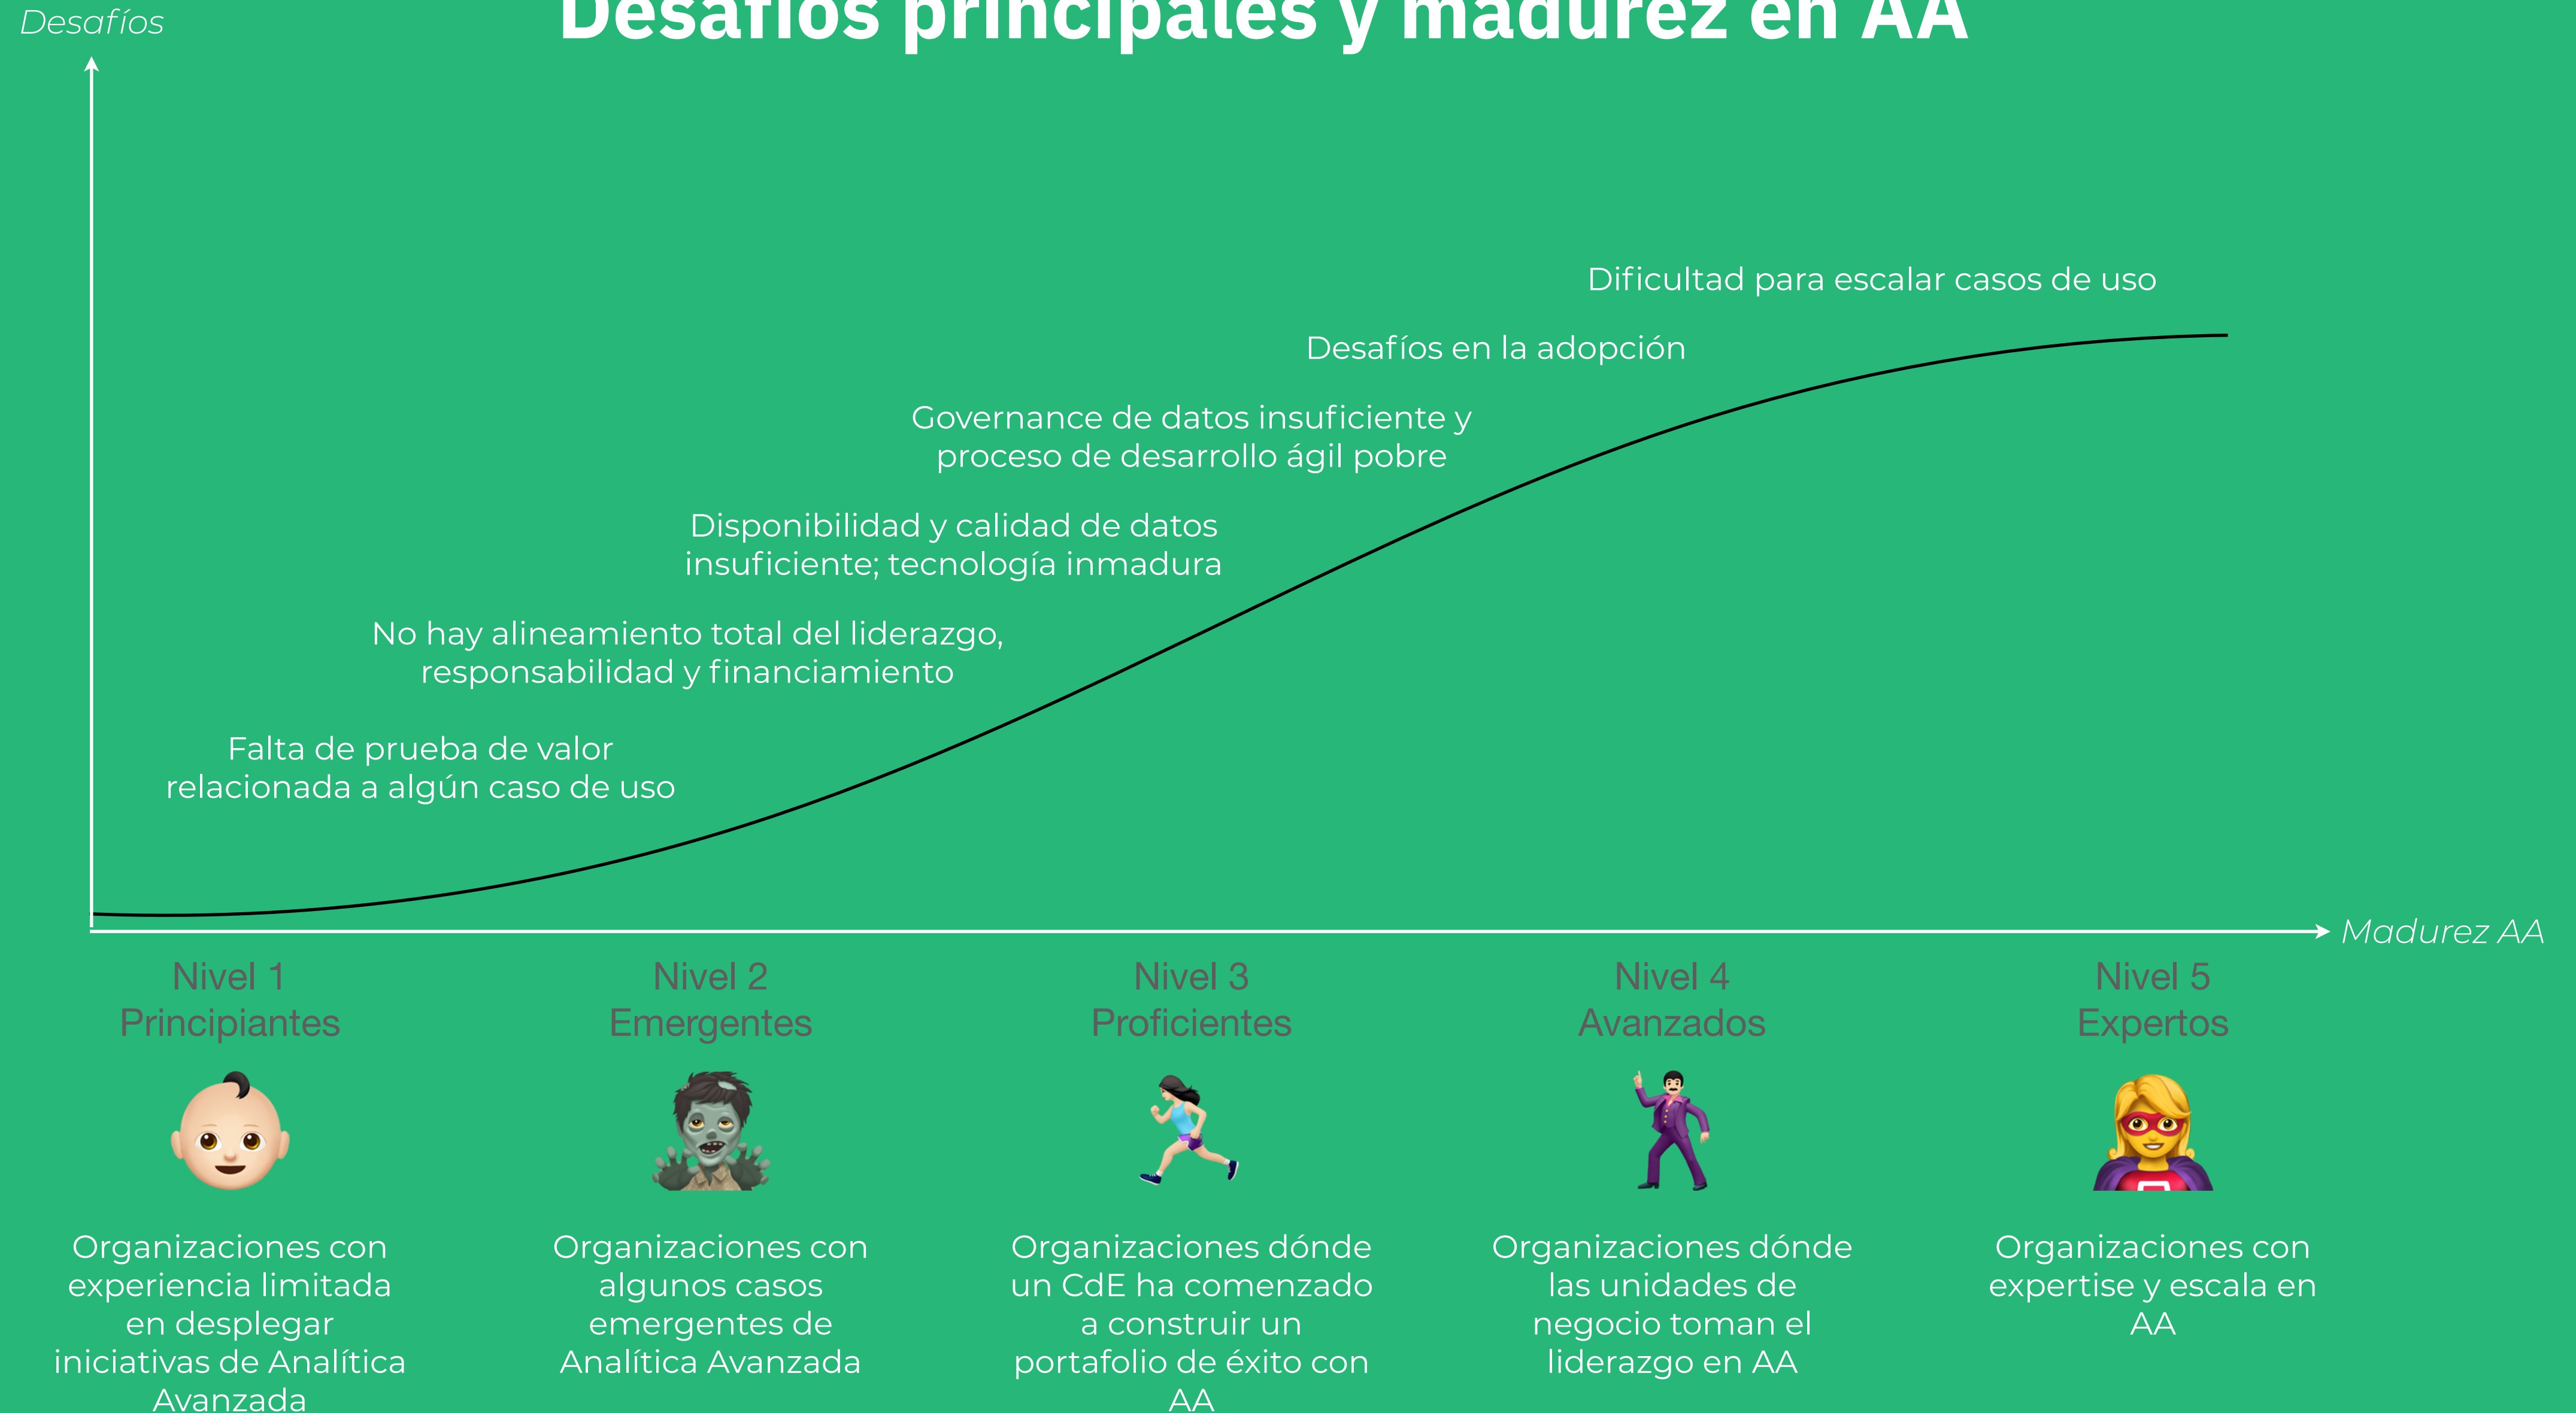 Desafíos principales y madurez en AA
Desafíos
Dificultad para escalar casos de uso
Desafíos en la adopción
Governance de datos insuficiente y
proceso de desarrollo ágil pobre
Disponibilidad y calidad de datos
insuficiente; tecnología inmadura
No hay alineamiento total del liderazgo,
responsabilidad y financiamiento
Falta de prueba de valor
relacionada a algún caso de uso
Madurez AA
Nivel 1
Principiantes
Organizaciones con
experiencia limitada
en desplegar
iniciativas de Analítica
Avanzada
Nivel 2
Emergentes
Organizaciones con
algunos casos
emergentes de
Analítica Avanzada
Nivel 3
Proficientes
Organizaciones dónde
un CdE ha comenzado
a construir un
portafolio de éxito con
AA
Nivel 4
Avanzados
Organizaciones dónde
las unidades de
negocio toman el
liderazgo en AA
Nivel 5
Expertos
Organizaciones con
expertise y escala en
AA